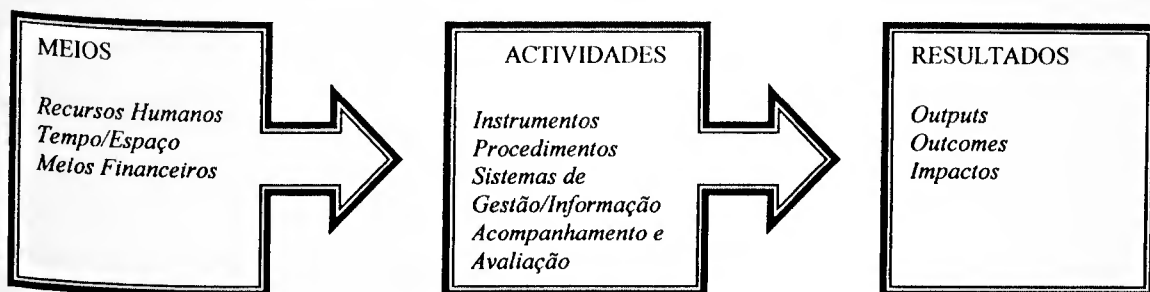 MEIOS
Recursos Humanos
Tempo/Espaço
Meios Financeiros
ACTIVIDADES
Instrumentos
Procedimentos
Sistemas de
Gestão/Informação
Acompanhamento e
Avaliação
RESULTADOS
Outputs
Outcomes
Impactos